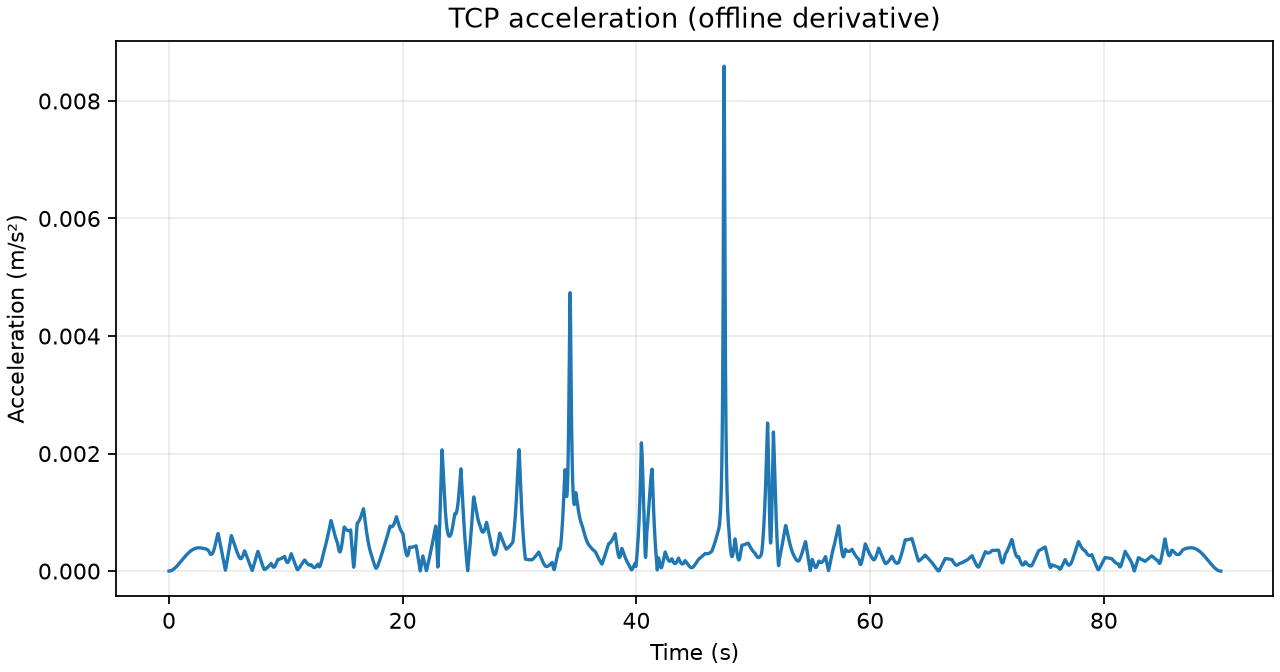 TCP acceleration (offline derivative)
Acceleration (m/s²)
0.008
0.006
0.004
0.002
0.000
0 20 40 60 80
Time (s)